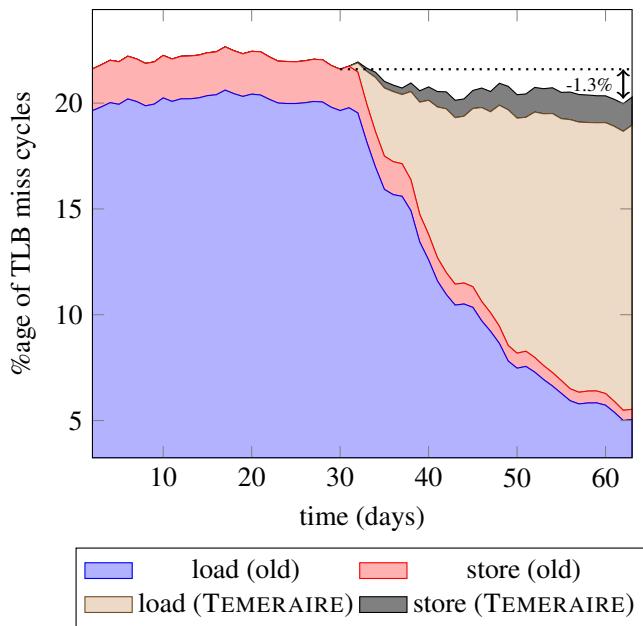 20
15
10
5
%age of TLB miss cycles
-1.3%
10 20 30 40 50 60
time (days)
load (old) store (old)
load (TEMERAIRE) store (TEMERAIRE)